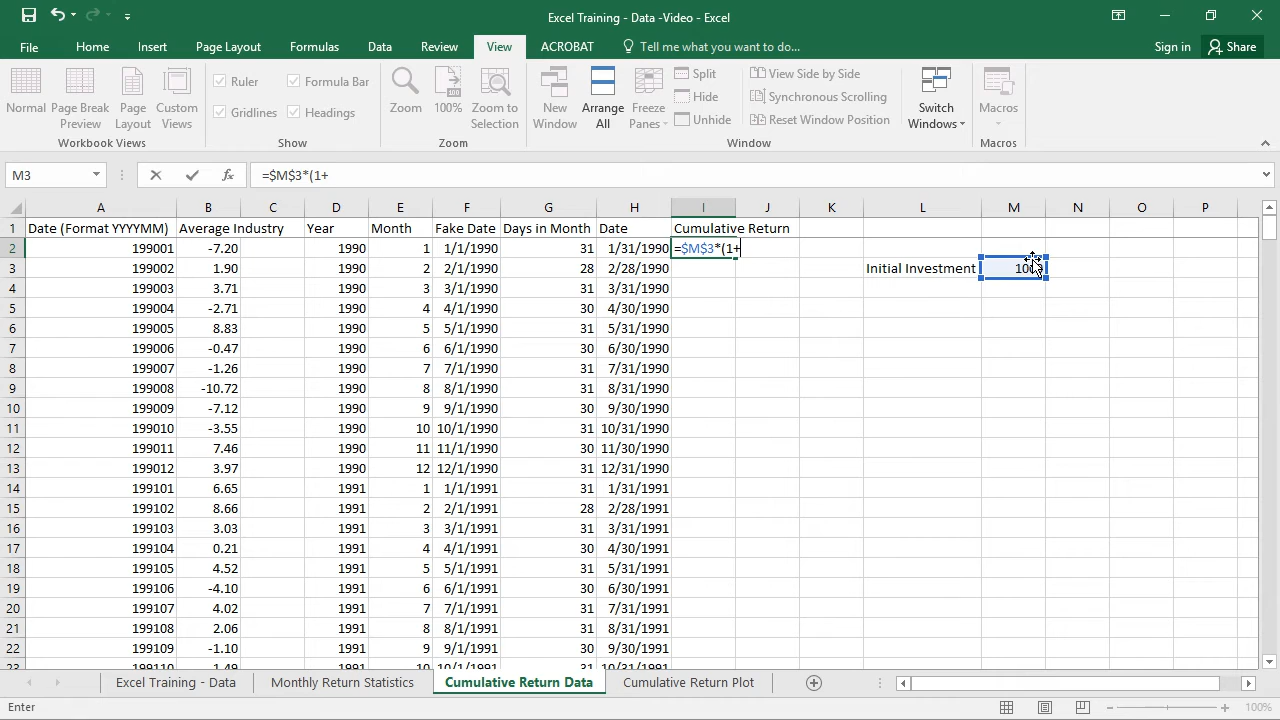 Excel Training - Data -Video - Excel
File Home Insert Page Layout Formulas Data Review View ACROBAT Tell me what you want to do... Sign in Share
Normal Page Break Preview Page Layout Custom Views
Workbook Views
Ruler Formula Bar
Gridlines Headings
Show
Zoom 100% Zoom to Selection
Zoom
New Window Arrange All Freeze Panes
Split
Hide
Unhide
View Side by Side
Synchronous Scrolling
Reset Window Position
Switch Windows
Window
Macros
Macros
M3 fx =$M$3*(1+
A B C D E F G H I J K L M N O P
1 Date (Format YYYYMM) Average Industry Year Month Fake Date Days in Month Date Cumulative Return
2 199001 -7.20 1990 1 1/1/1990 31 1/31/1990 =$M$3*(1+
3 199002 1.90 1990 2 2/1/1990 28 2/28/1990 Initial Investment
4 199003 3.71 1990 3 3/1/1990 31 3/31/1990
5 199004 -2.71 1990 4 4/1/1990 30 4/30/1990
6 199005 8.83 1990 5 5/1/1990 31 5/31/1990
7 199006 -0.47 1990 6 6/1/1990 30 6/30/1990
8 199007 -1.26 1990 7 7/1/1990 31 7/31/1990
9 199008 -10.72 1990 8 8/1/1990 31 8/31/1990
10 199009 -7.12 1990 9 9/1/1990 30 9/30/1990
11 199010 -3.55 1990 10 10/1/1990 31 10/31/1990
12 199011 7.46 1990 11 11/1/1990 30 11/30/1990
13 199012 3.97 1990 12 12/1/1990 31 12/31/1990
14 199101 6.65 1991 1 1/1/1991 31 1/31/1991
15 199102 8.66 1991 2 2/1/1991 28 2/28/1991
16 199103 3.03 1991 3 3/1/1991 31 3/31/1991
17 199104 0.21 1991 4 4/1/1991 30 4/30/1991
18 199105 4.52 1991 5 5/1/1991 31 5/31/1991
19 199106 -4.10 1991 6 6/1/1991 30 6/30/1991
20 199107 4.02 1991 7 7/1/1991 31 7/31/1991
21 199108 2.06 1991 8 8/1/1991 31 8/31/1991
22 199109 -1.10 1991 9 9/1/1991 30 9/30/1991
23 199110 1.49 1991 10 10/1/1991 31 10/31/1991
Excel Training - Data Monthly Return Statistics Cumulative Return Data Cumulative Return Plot
Enter 100%